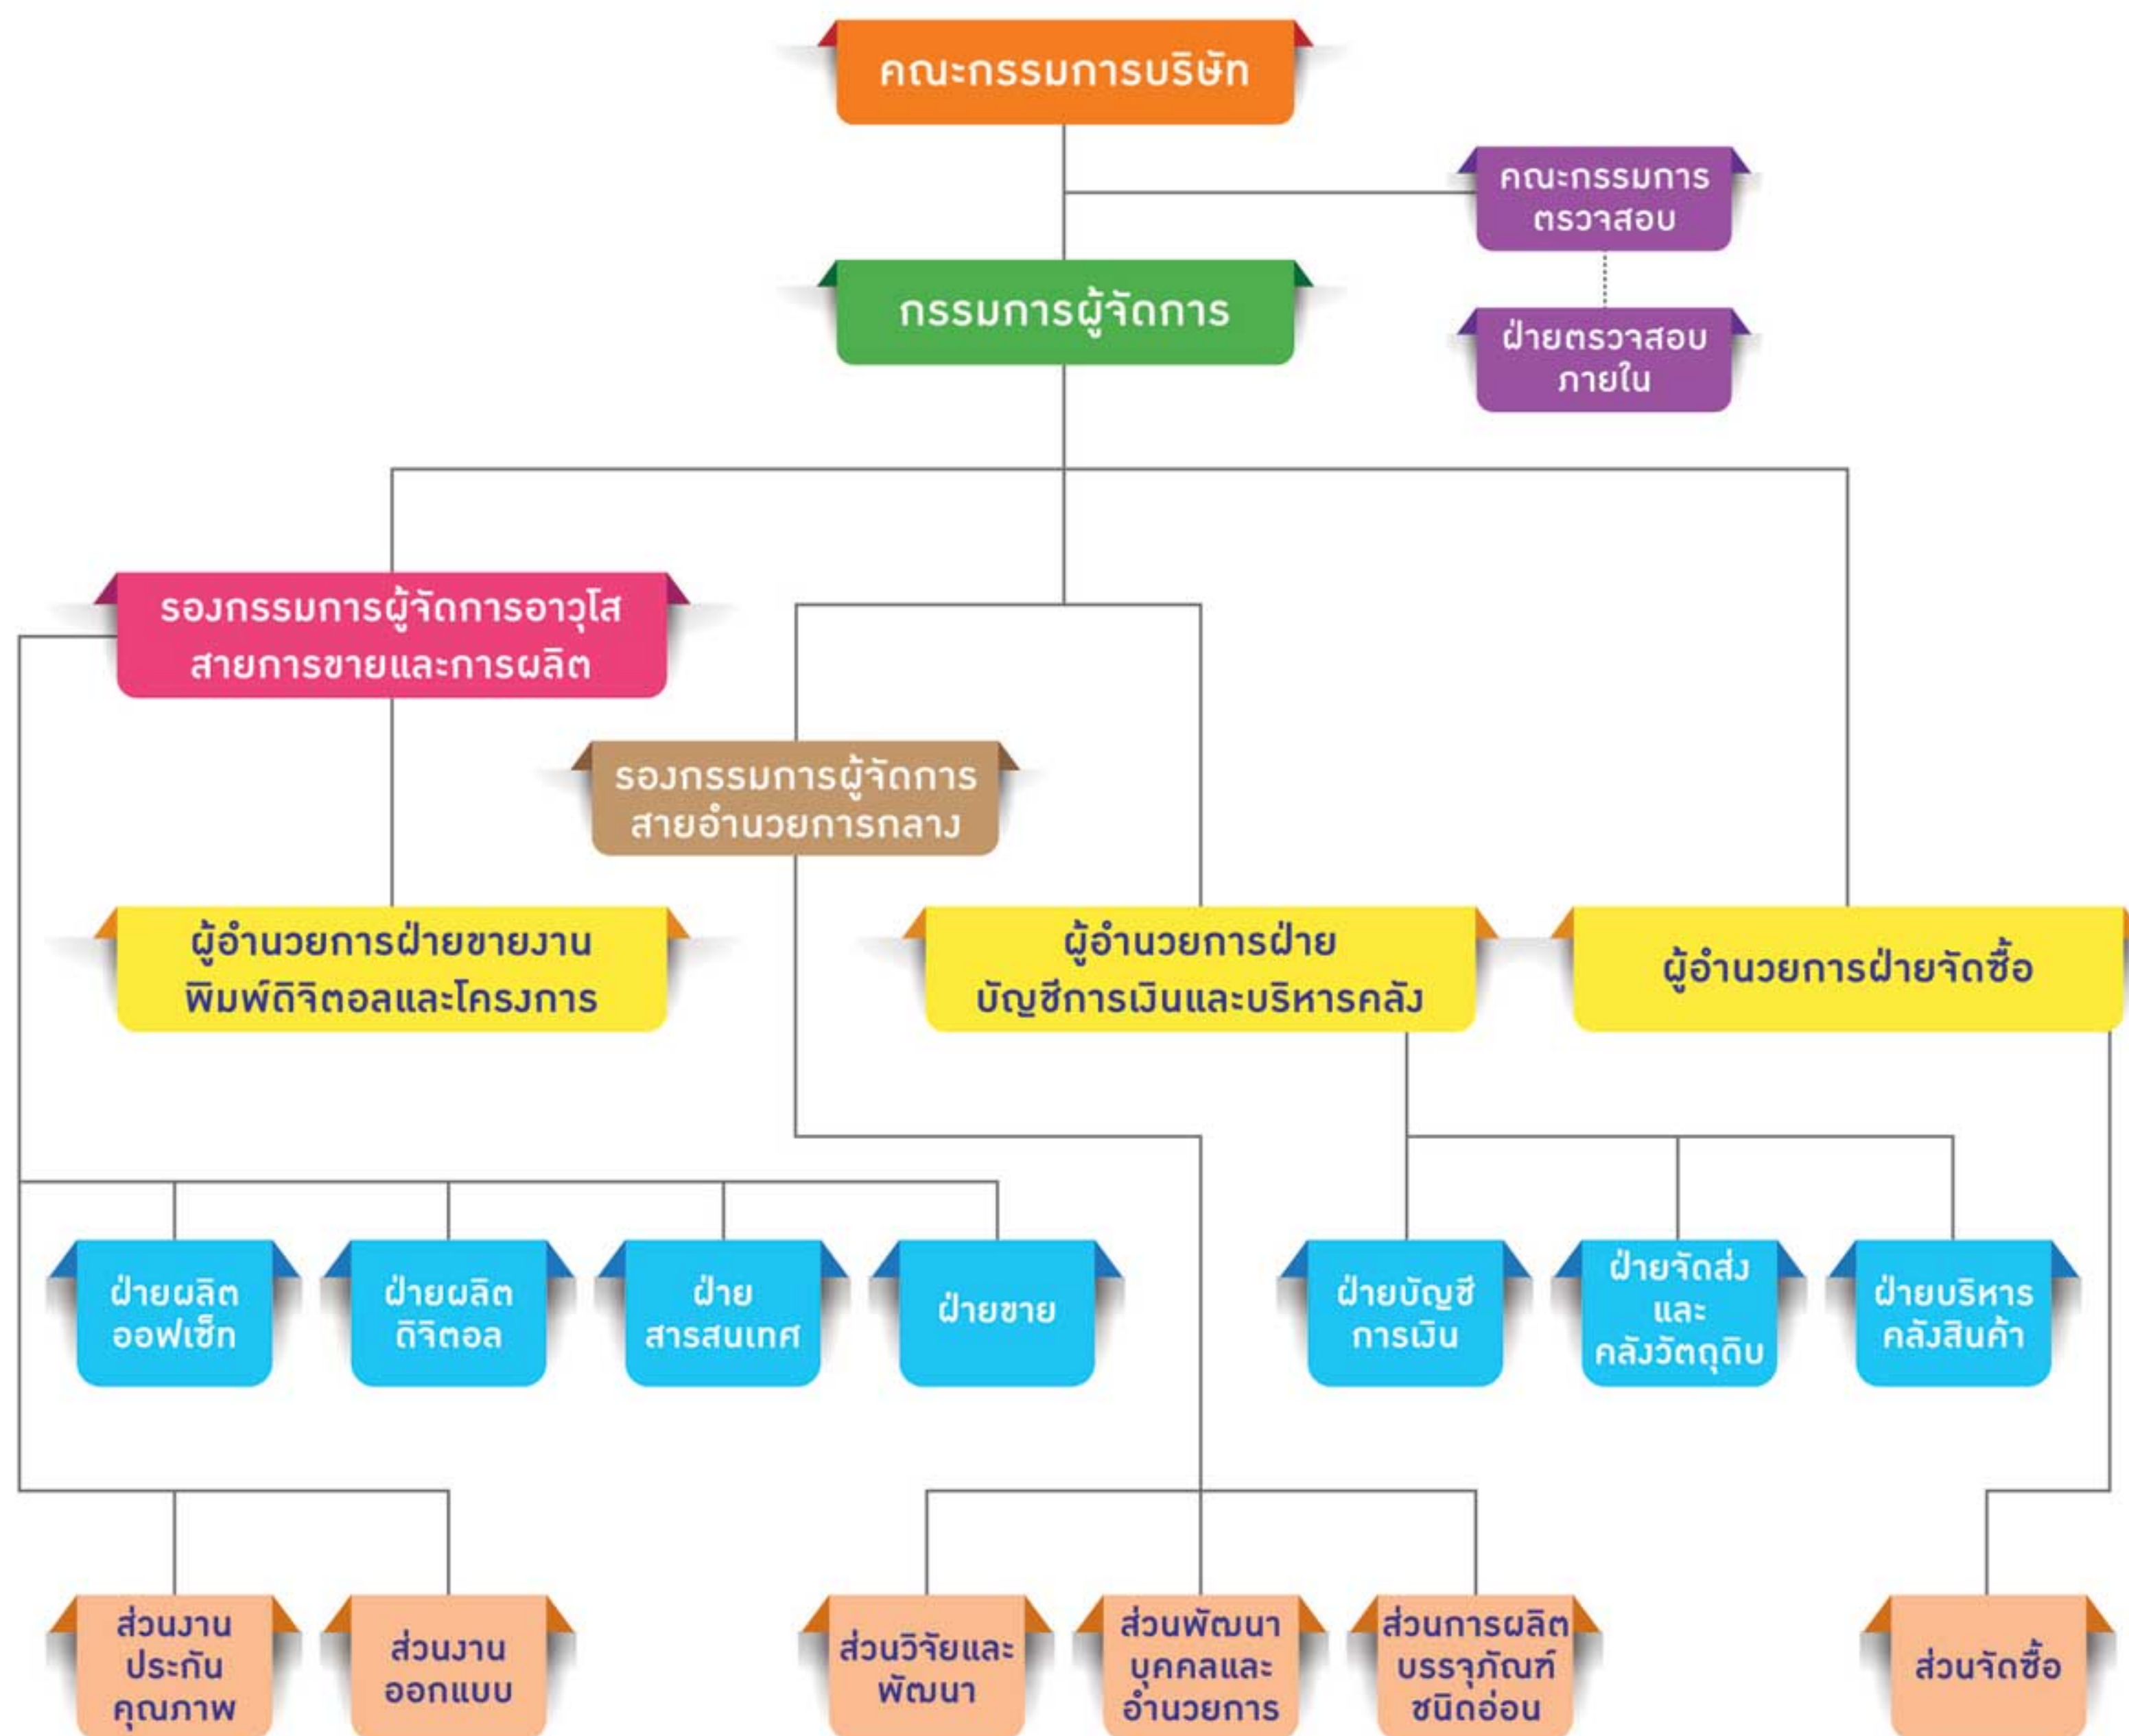 คณะกรรมการบริษัท
คณะกรรมการ
ตรวจสอบ
กรรมการผู้จัดการ
ฝ่ายตรวจสอบ
ภายใน
รองกรรมการผู้จัดการอาวุโส
สายการขายและการผลิต
รองกรรมการผู้จัดการ
สายอำนวยการกลาง
ผู้อำนวยการฝ่ายขายงาน
พิมพ์ดิจิตอลและโครงการ
ผู้อำนวยการฝ่าย
บัญชีการเงินและบริหารคลัง
ผู้อำนวยการฝ่ายจัดซื้อ
ฝ่ายผลิต
ออฟเซ็ท
ฝ่ายผลิต
ดิจิตอล
ฝ่าย
สารสนเทศ
ฝ่ายขาย
ฝ่ายบัญชี
การเงิน
ฝ่ายจัดส่ง
และ
คลังวัตถุดิบ
ฝ่ายบริหาร
คลังสินค้า
ส่วนงาน
ประกัน
คุณภาพ
ส่วนงาน
ออกแบบ
ส่วนวิจัยและ
พัฒนา
ส่วนพัฒนา
บุคคลและ
อำนวยการ
ส่วนการผลิต
บรรจุภัณฑ์
ชนิดอ่อน
ส่วนจัดซื้อ